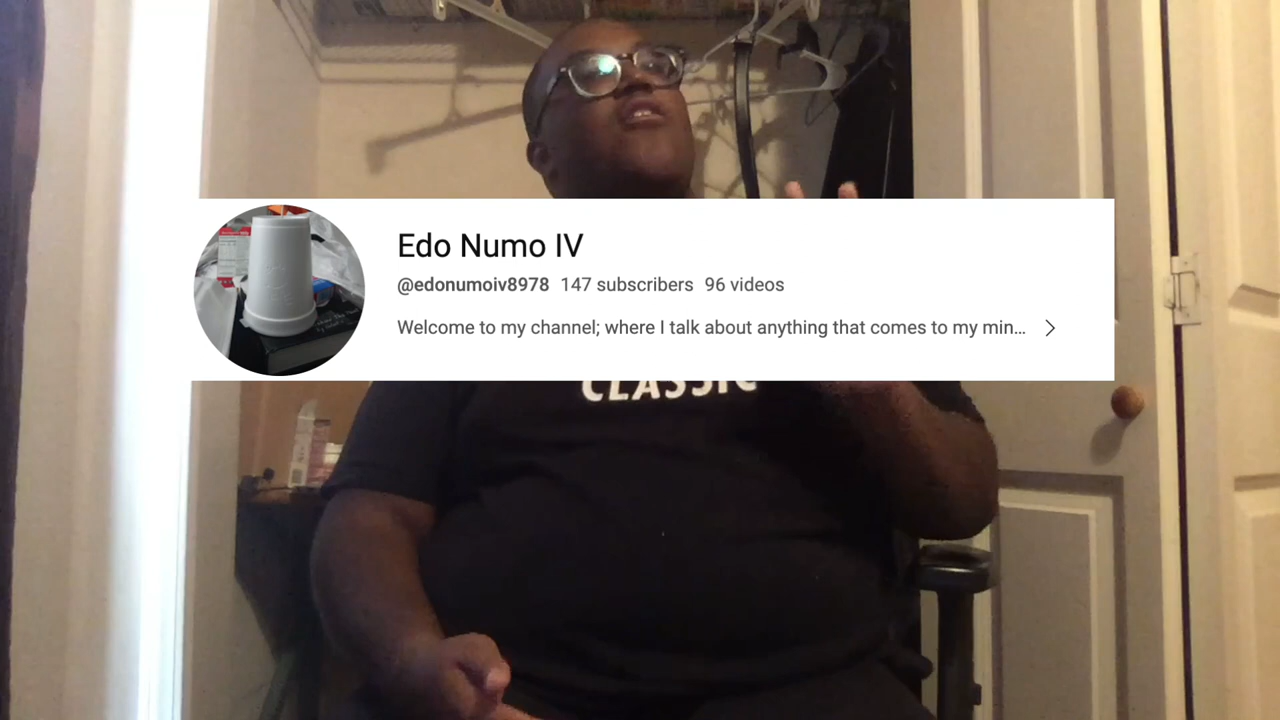 Edo Numo IV
@edonumoiv8978 147 subscribers 96 videos
Welcome to my channel; where I talk about anything that comes to my min...
CLASSIC